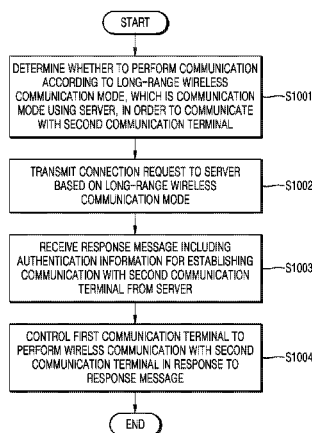 START
DETERMINE WHETHER TO PERFORM COMMUNICATION
ACCORDING TO LONG-RANGE WIRELESS
COMMUNICATION MODE, WHICH IS COMMUNICATION
MODE USING SERVER, IN ORDER TO COMMUNICATE
WITH SECOND COMMUNICATION TERMINAL
S1001
TRANSMIT CONNECTION REQUEST TO SERVER
BASED ON LONG-RANGE WIRELESS
COMMUNICATION MODE
S1002
RECEIVE RESPONSE MESSAGE INCLUDING
AUTHENTICATION INFORMATION FOR ESTABLISHING
COMMUNICATION WITH SECOND COMMUNICATION
TERMINAL FROM SERVER
S1003
CONTROL FIRST COMMUNICATION TERMINAL TO
PERFORM WIRELSS COMMUNICATION WITH SECOND
COMMUNICATION TERMINAL IN RESPONSE TO
RESPONSE MESSAGE
S1004
END